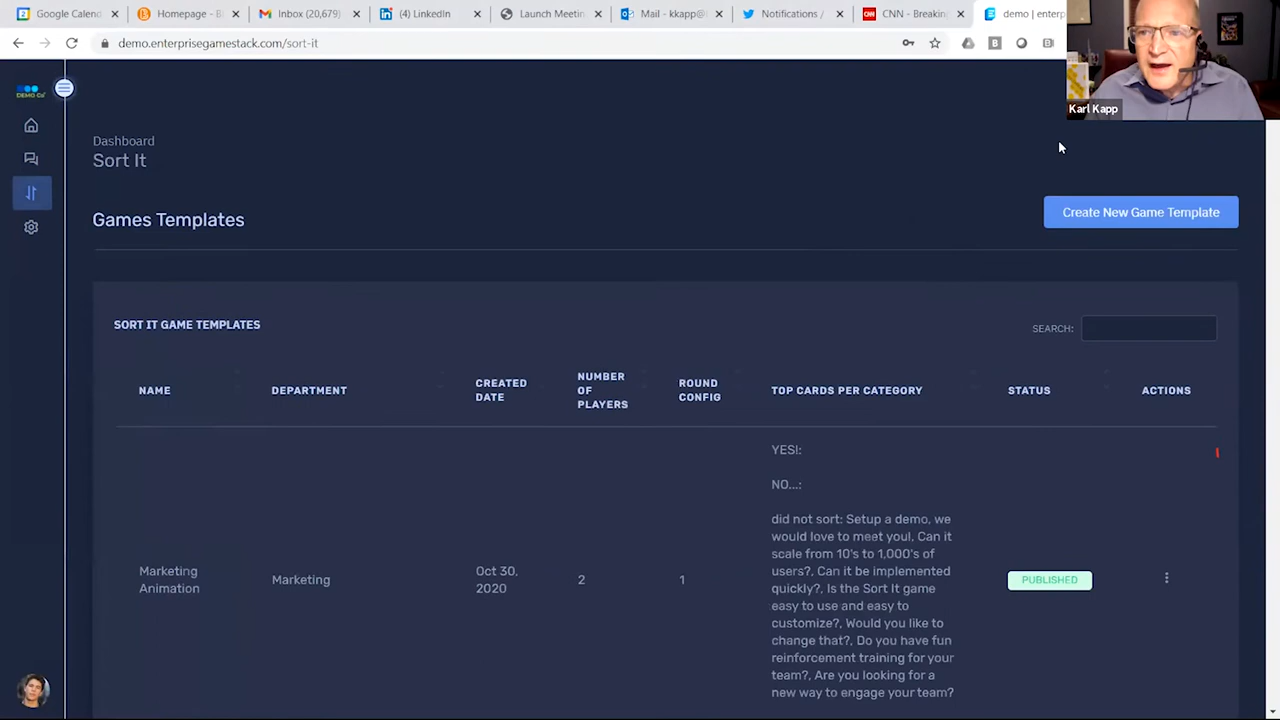 Google Calend
Homepage - B
Inbox (20,679)
(4) LinkedIn
Launch Meetin
Mail - kkapp@
Notifications /
CNN - Breakin
demo | enterp
demo.enterprisegamestack.com/sort-it
Karl Kapp
DEMO Co
Dashboard
Sort It
Games Templates
Create New Game Template
SORT IT GAME TEMPLATES
SEARCH:
NAME
DEPARTMENT
CREATED
DATE
NUMBER
OF
PLAYERS
ROUND
CONFIG
TOP CARDS PER CATEGORY
STATUS
ACTIONS
Marketing
Animation
Marketing
Oct 30,
2020
2
1
YES!:
NO...:
did not sort: Setup a demo, we
would love to meet you!, Can it
scale from 10's to 1,000's of
users?, Can it be implemented
quickly?, Is the Sort It game
easy to use and easy to
customize?, Would you like to
change that?, Do you have fun
reinforcement training for your
team?, Are you looking for a
new way to engage your team?
PUBLISHED